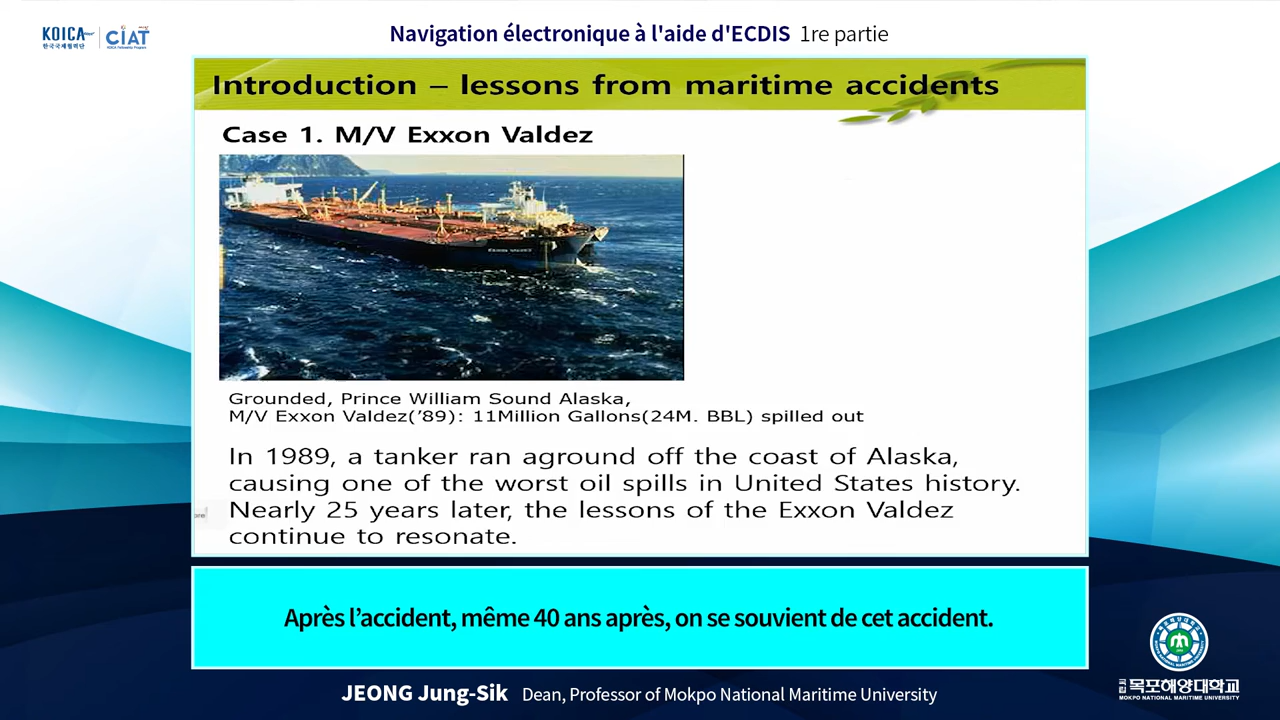 KOICA
한국국제협력단
CIAT
KOICA Fellowship Program
Navigation électronique à l'aide d'ECDIS 1re partie
Introduction – lessons from maritime accidents
Case 1. M/V Exxon Valdez
EXXON VALDEZ
Grounded, Prince William Sound Alaska,
M/V Exxon Valdez('89): 11Million Gallons(24M. BBL) spilled out
In 1989, a tanker ran aground off the coast of Alaska,
causing one of the worst oil spills in United States history.
Nearly 25 years later, the lessons of the Exxon Valdez
continue to resonate.
Après l'accident, même 40 ans après, on se souvient de cet accident.
JEONG Jung-Sik Dean, Professor of Mokpo National Maritime University
국립 목포해양대학교
MOKPO NATIONAL MARITIME UNIVERSITY